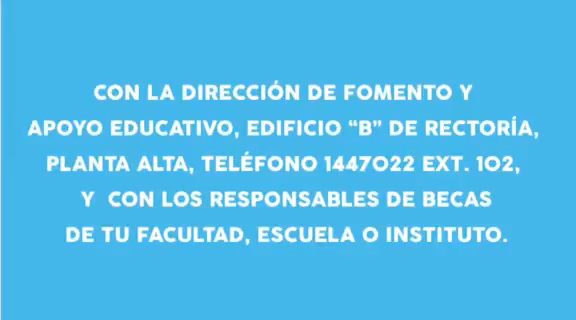 CON LA DIRECCIÓN DE FOMENTO Y
APOYO EDUCATIVO, EDIFICIO “B” DE RECTORÍA,
PLANTA ALTA, TELÉFONO 1447022 EXT. 102,
Y CON LOS RESPONSABLES DE BECAS
DE TU FACULTAD, ESCUELA O INSTITUTO.